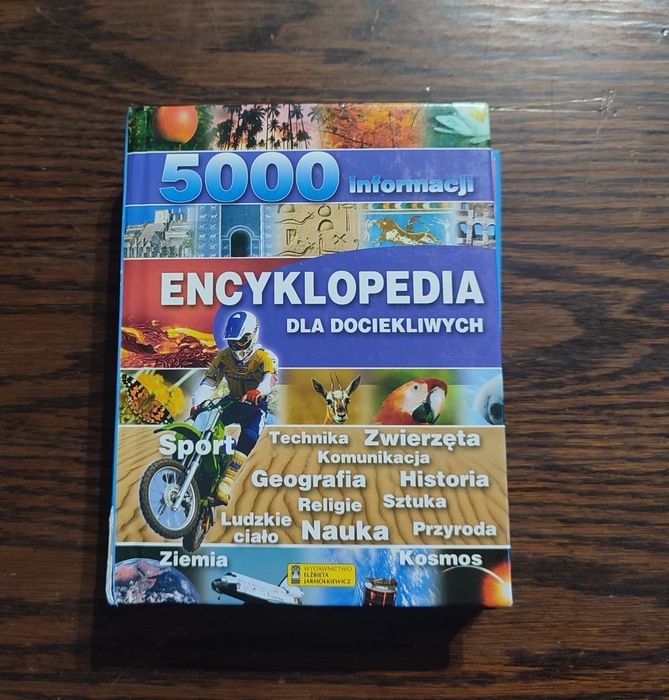 5000 informacji
ENCYKLOPEDIA
DLA DOCIEKLIWYCH
Sport
Technika Zwierzęta
Komunikacja
Geografia Historia
Religie Sztuka
Ludzkie
ciało
Nauka Przyroda
Ziemia
Kosmos
WYDAWNICTWO
ELŻBIETA
JARMOŁKIEWICZ